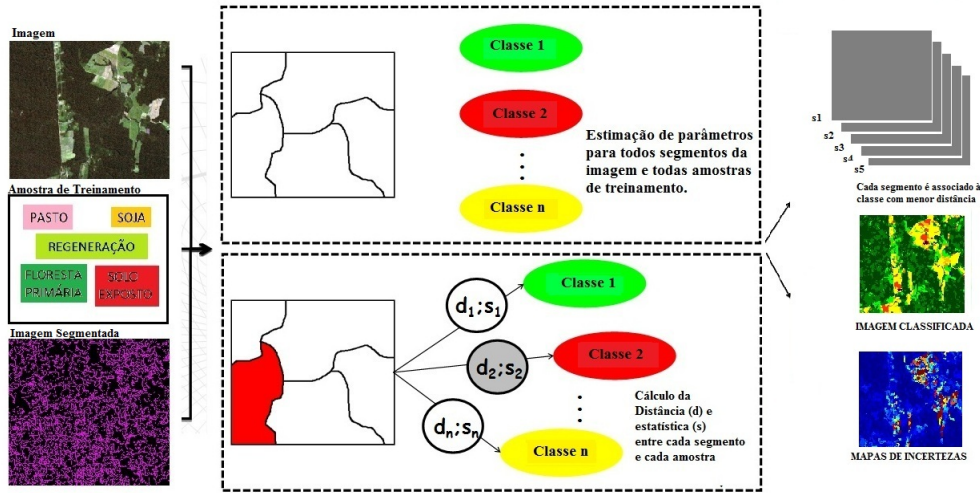 Imagem
Amostra de Treinamento
PASTO
SOJA
REGENERAÇÃO
FLORESTA
PRIMÁRIA
SOLO
EXPOSTO
Imagem Segmentada
Classe 1
Classe 2
Classe n
Estimação de parâmetros
para todos segmentos da
imagem e todas amostras
de treinamento.
d1;s1
d2;s2
dn;sn
Classe 1
Classe 2
Classe n
Cálculo da
Distância (d) e
estatística (s)
entre cada segmento
e cada amostra
s1
s2
s3
s4
s5
Cada segmento é associado à
classe com menor distância
IMAGEM CLASSIFICADA
MAPAS DE INCERTEZAS